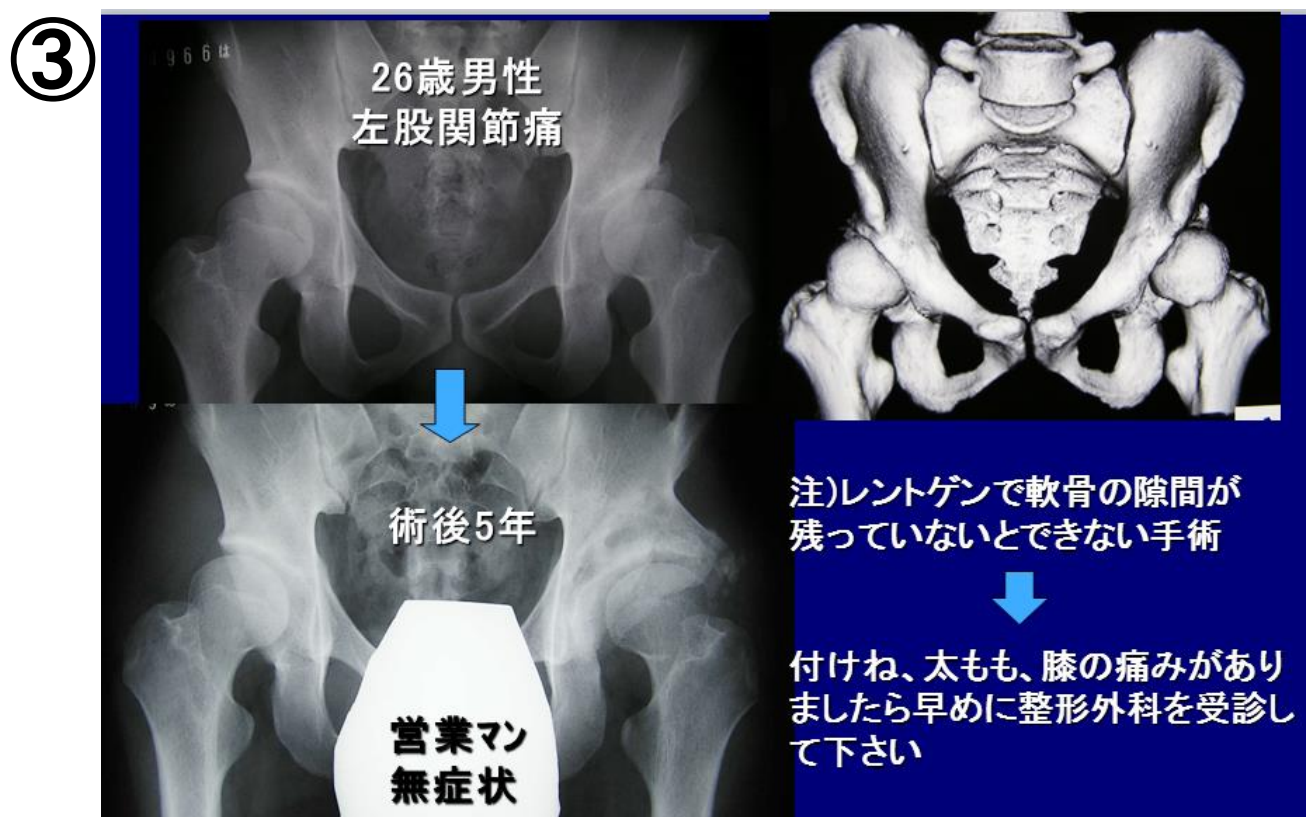 ③
966は
26歳男性
左股関節痛
術後5年
営業マン
無症状
注)レントゲンで軟骨の隙間が
残っていないとできない手術
付けね、太もも、膝の痛みがあり
ましたら早めに整形外科を受診し
て下さい